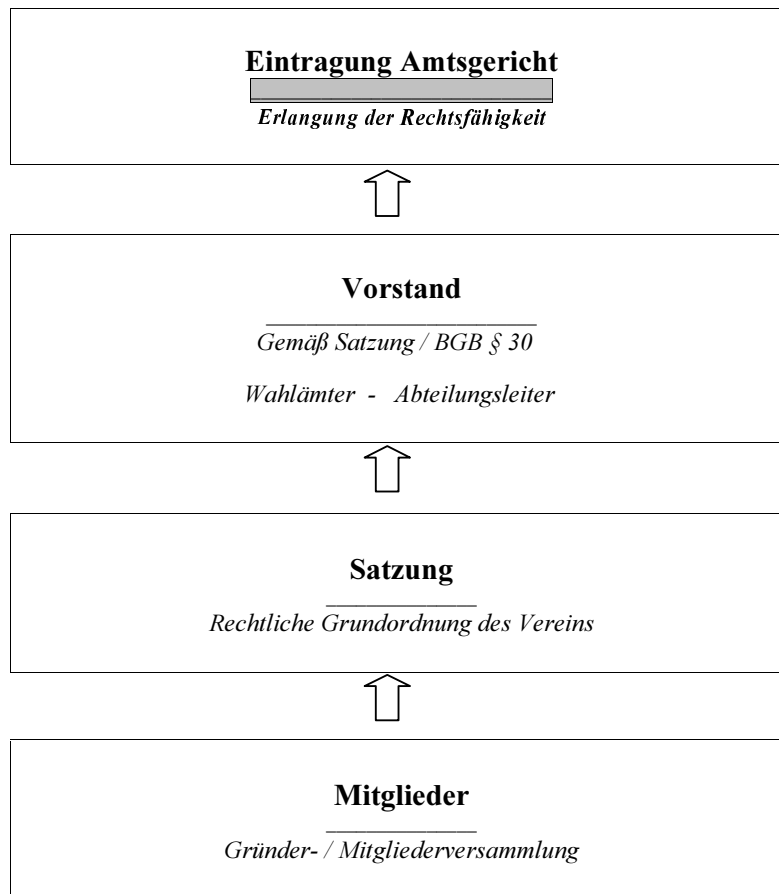 Eintragung Amtsgericht
Erlangung der Rechtsfähigkeit
Vorstand
Gemäß Satzung / BGB § 30
Wahlämter - Abteilungsleiter
Satzung
Rechtliche Grundordnung des Vereins
Mitglieder
Gründer- / Mitgliederversammlung